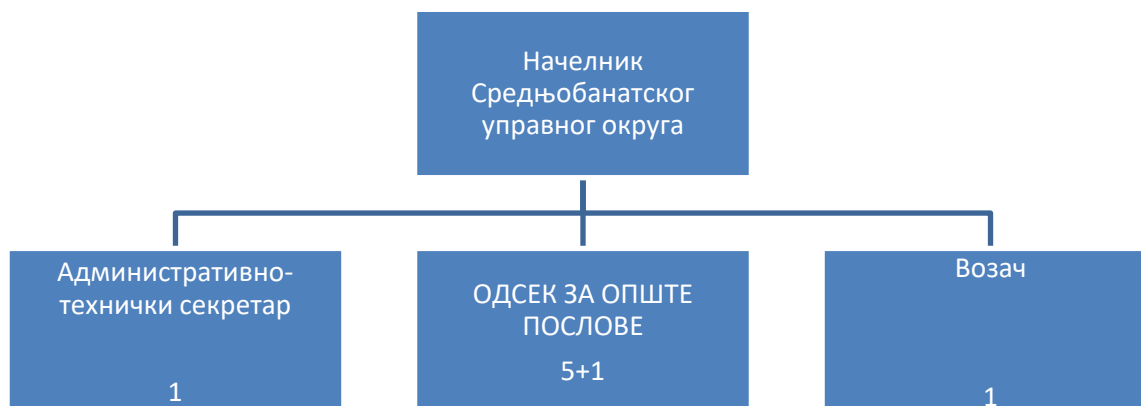 Начелник
Средњобанатског
управног округа
Административно-
технички секретар
1
ОДСЕК ЗА ОПШТЕ
ПОСЛОВЕ
5+1
Возач
1